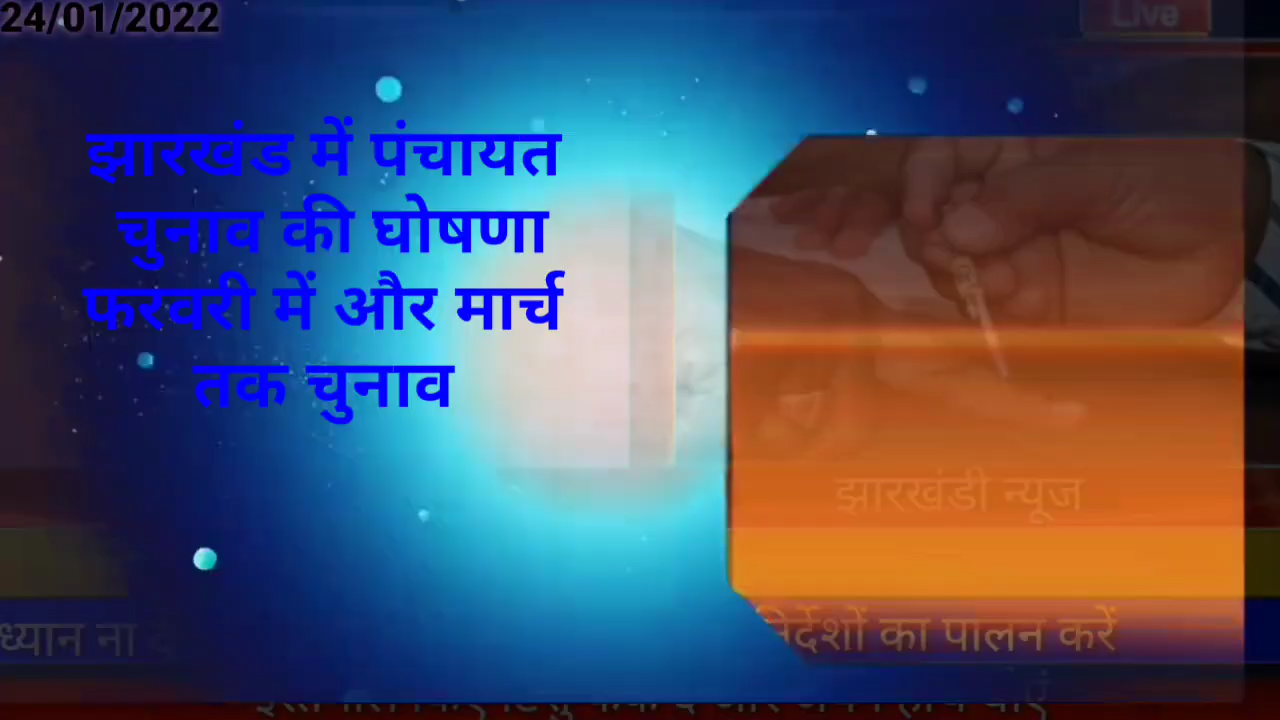 24/01/2022
Live
झारखंड में पंचायत
चुनाव की घोषणा
फरवरी में और मार्च
तक चुनाव
झारखंडी न्यूज
ध्यान ना
निर्देशों का पालन करें